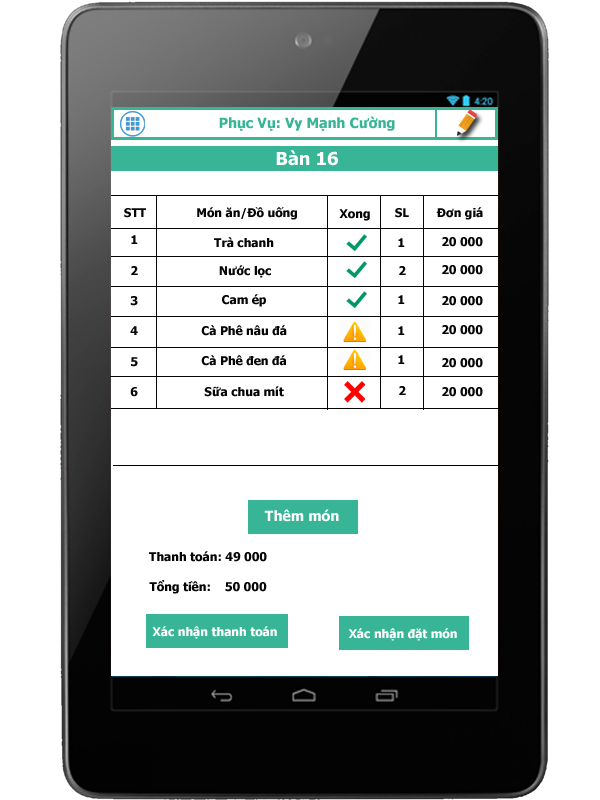 4:20
Phục Vụ: Vy Mạnh Cường
Bàn 16
STT Món ăn/Đồ uống Xong SL Đơn giá
1 Trà chanh 1 20 000
2 Nước lọc 2 20 000
3 Cam ép 1 20 000
4 Cà Phê nâu đá 1 20 000
5 Cà Phê đen đá 1 20 000
6 Sữa chua mít 2 20 000
Thêm món
Thanh toán: 49 000
Tổng tiên: 50 000
Xác nhận thanh toán Xác nhận đặt món